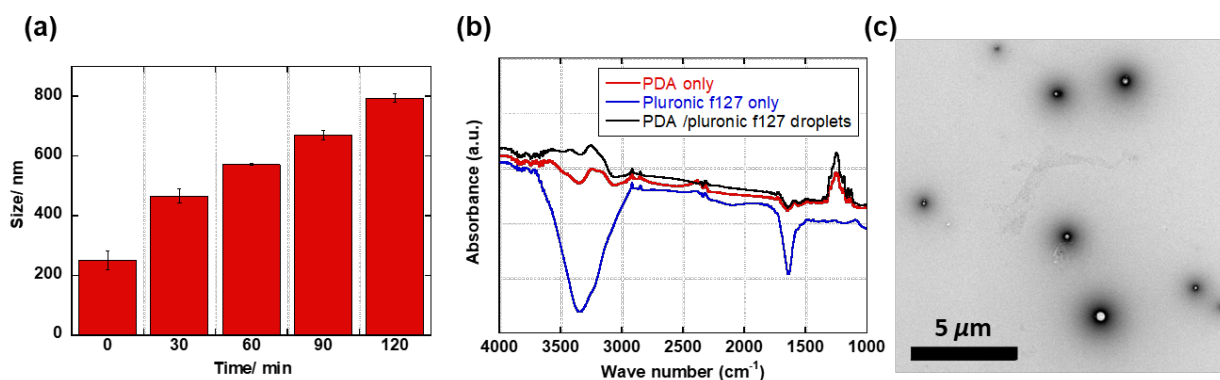 (a)
800
600
400
200
0
Size/ nm
0 30 60 90 120
Time/ min
(b)
PDA only
Pluronic f127 only
PDA /pluronic f127 droplets
Absorbance (a.u.)
4000 3500 3000 2500 2000 1500 1000
Wave number (cm⁻¹)
(c)
5 μm